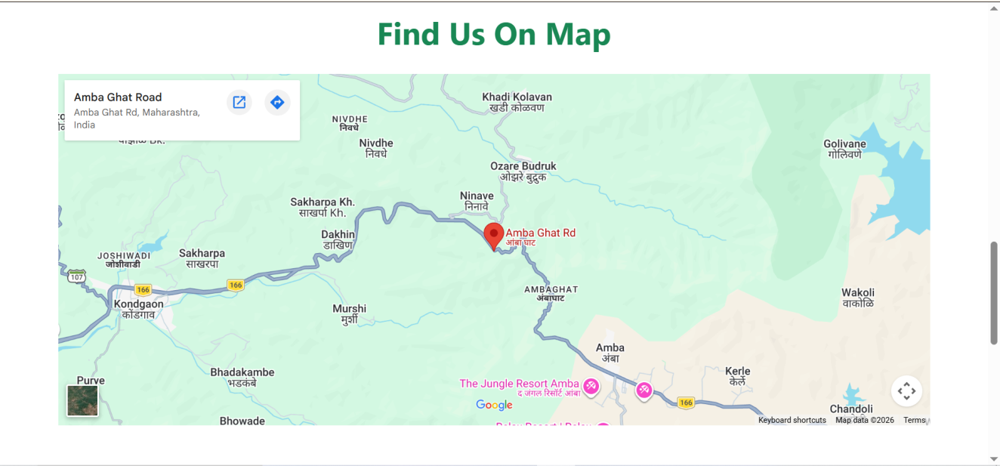 Find Us On Map
Amba Ghat Road
Amba Ghat Rd, Maharashtra,
India
Khadi Kolavan
खडी कोळवण
NIVDHE
निवधे
Nivdhe
निवधे
Golivane
गोलिवणे
Ozare Budruk
ओझरे बुद्रुक
Ninave
निनावे
Sakharpa Kh.
साखर्पा Kh.
Dakhin
डाखिण
Amba Ghat Rd
आंबा घाट
JOSHIWADI
जोशीवाडी
Sakharpa
साखरपा
107
166
166
Kondgaon
कोंडगाव
AMBAGHAT
अंबाघाट
Wakoli
वाकोळि
Murshi
मुर्शी
Amba
अंबा
Bhadakambe
भडकंबे
Kerle
केर्ले
Purye
The Jungle Resort Amba
द जंगल रिसॉर्ट आंबा
166
Google
Chandoli
Bhowade
Keyboard shortcuts
Map data ©2026
Terms